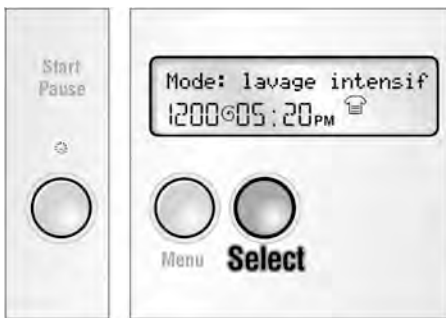 Start
Pause
Mode: lavage intensif
1200 05:20PM
Menu
Select